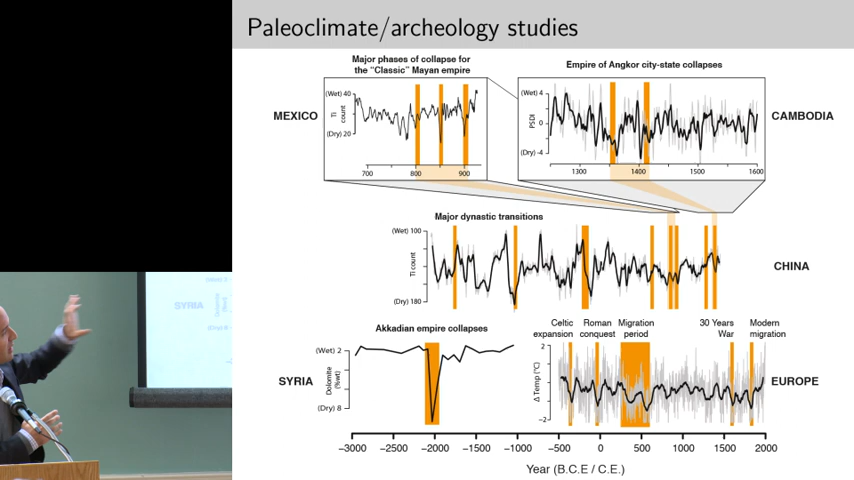 Paleoclimate/archeology studies
Major phases of collapse for
the “Classic” Mayan empire
Empire of Angkor city-state collapses
MEXICO
(Wet) 40
Ti
count
(Dry) 20
700
800
900
(Wet) 4
PSDI
0
(Dry) -4
1300
1400
1500
1600
CAMBODIA
Major dynastic transitions
(Wet) 100
Ti count
(Dry) 180
CHINA
Akkadian empire collapses
SYRIA
(Wet) 2
Dolomite
(%wt)
(Dry) 8
Celtic
expansion
Roman
conquest
Migration
period
30 Years
War
Modern
migration
2
Δ Temp (°C)
−2
EUROPE
−3000
−2500
−2000
−1500
−1000
−500
0
500
1000
1500
2000
Year (B.C.E / C.E.)
SYRIA